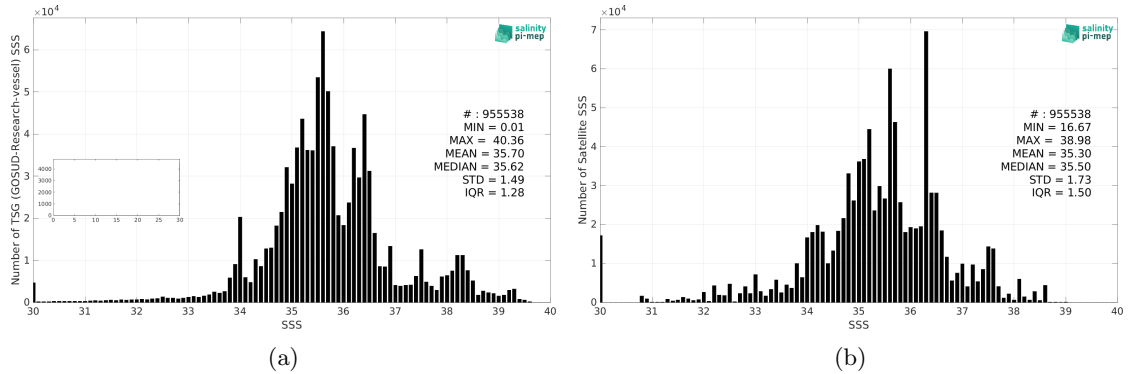 ×10^4
salinity
pi-mep
# : 955538
MIN = 0.01
MAX = 40.36
MEAN = 35.70
MEDIAN = 35.62
STD = 1.49
IQR = 1.28
Number of TSG (GOSUD-Research-vessel) SSS
6
5
4
3
2
1
0
4000
3000
2000
1000
0
0 5 10 15 20 25 30
30 31 32 33 34 35 36 37 38 39 40
SSS
(a)
×10^4
salinity
pi-mep
# : 955538
MIN = 16.67
MAX = 38.98
MEAN = 35.30
MEDIAN = 35.50
STD = 1.73
IQR = 1.50
Number of Satellite SSS
7
6
5
4
3
2
1
0
30 31 32 33 34 35 36 37 38 39 40
SSS
(b)